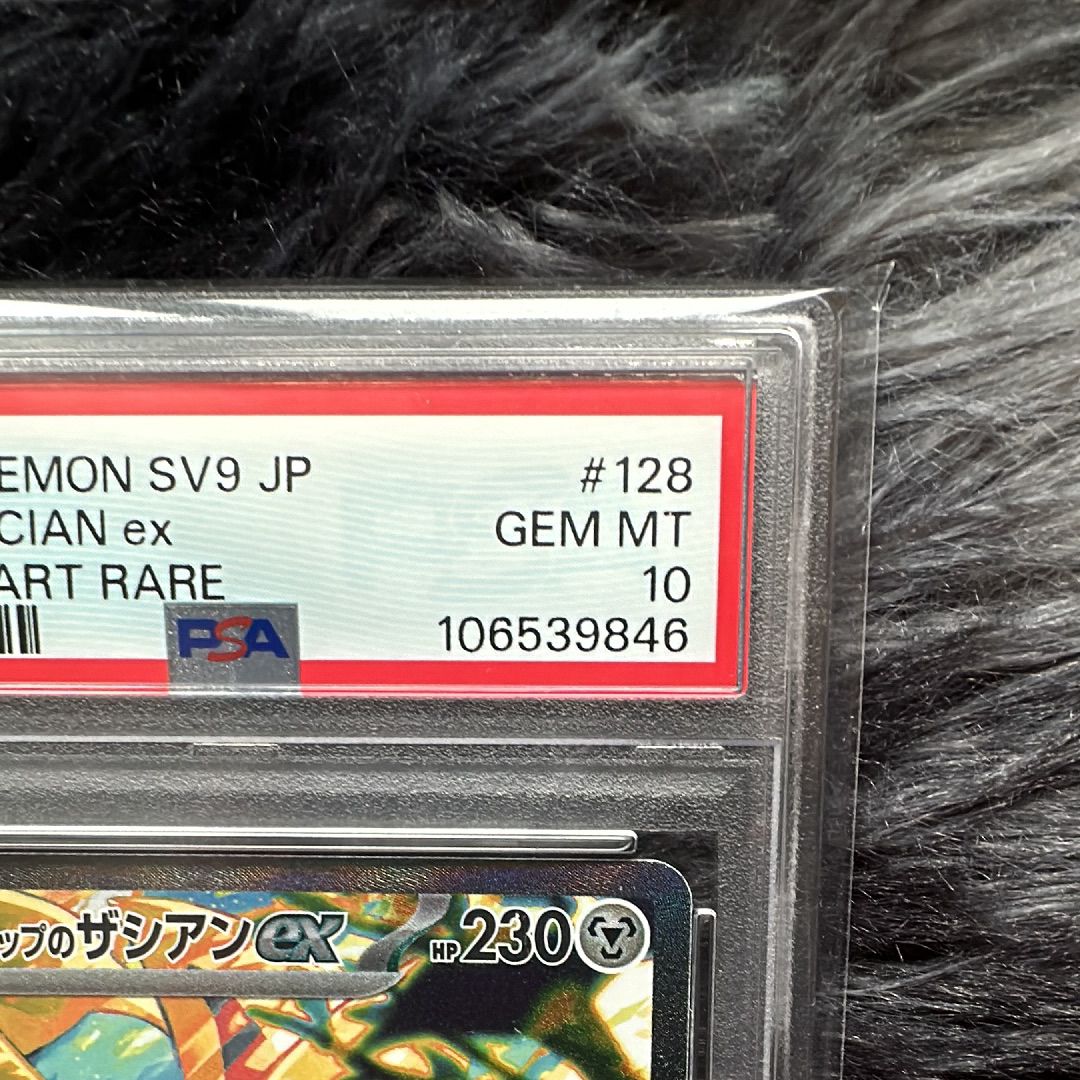 EMON SV9 JP #128
CIAN ex GEM MT
ART RARE 10
PSA 106539846
ップのザシアンex HP230